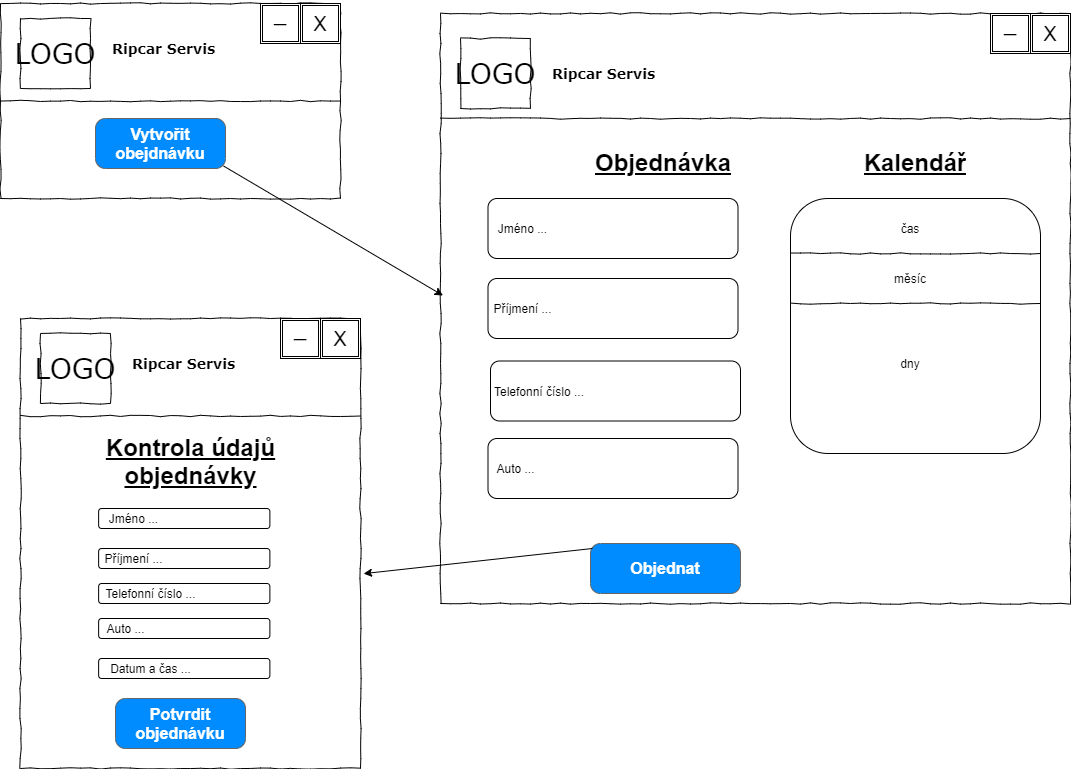 LOGO
Ripcar Servis
– X
Vytvořit
obejdnávku
LOGO
Ripcar Servis
– X
Objednávka
Jméno ...
Příjmení ...
Telefonní číslo ...
Auto ...
Kalendář
čas
měsíc
dny
Objednat
LOGO
Ripcar Servis
– X
Kontrola údajů
objednávky
Jméno ...
Příjmení ...
Telefonní číslo ...
Auto ...
Datum a čas ...
Potvrdit
objednávku